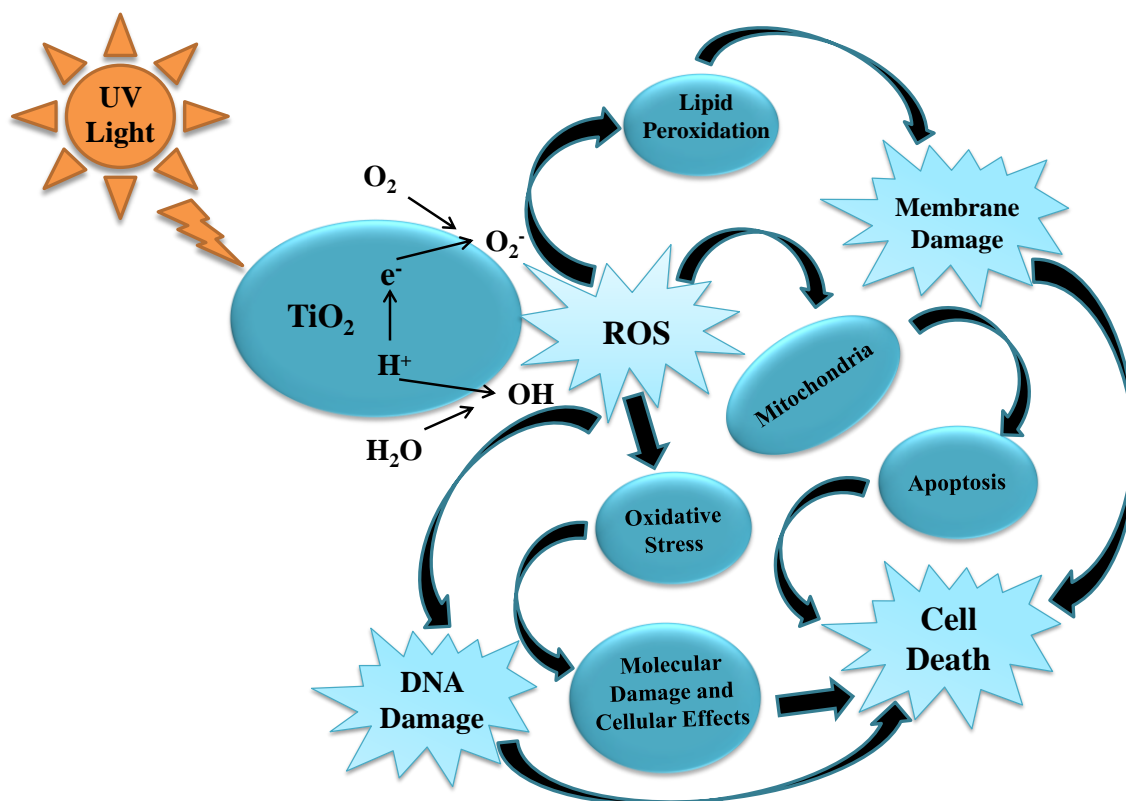 UV
Light
Lipid
Peroxidation
O₂
O₂⁻
e⁻
TiO₂
H⁺
OH
H₂O
ROS
Membrane
Damage
Mitochondria
Apoptosis
Oxidative
Stress
Cell
Death
DNA
Damage
Molecular
Damage and
Cellular Effects